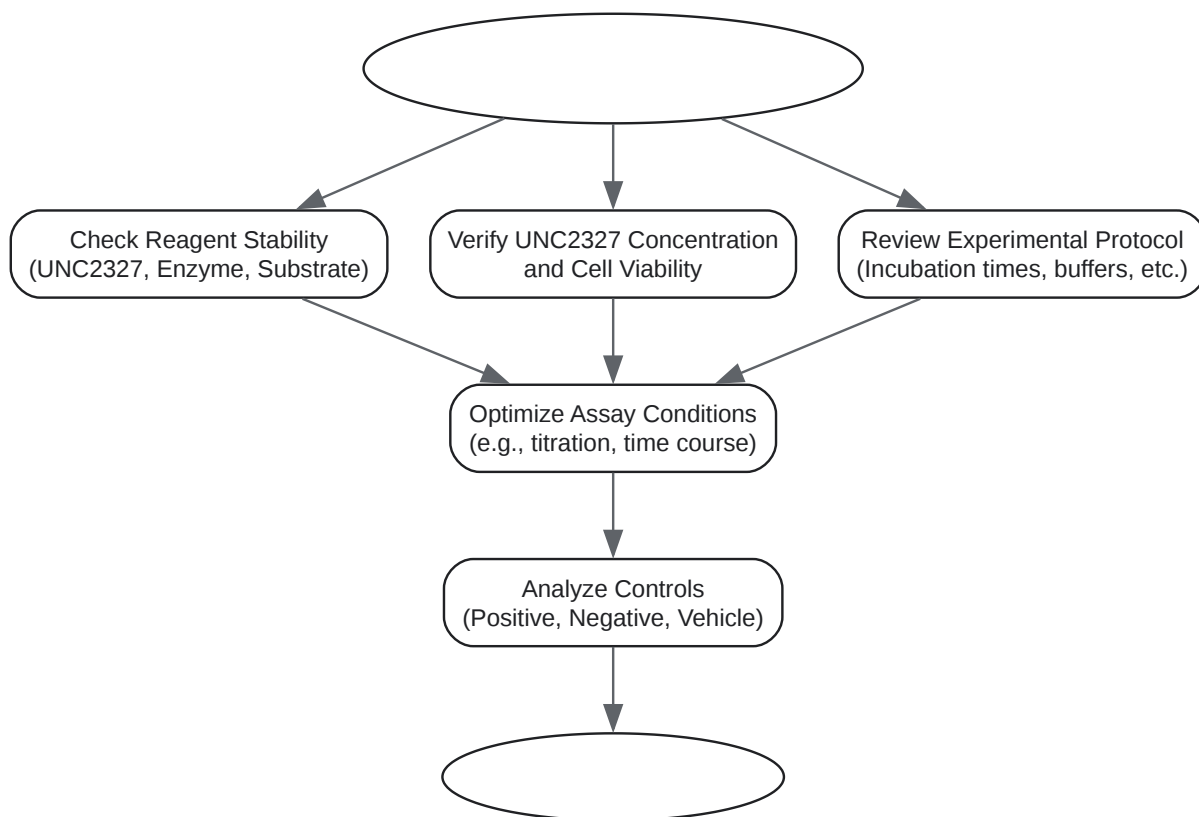 Check Reagent Stability
(UNC2327, Enzyme, Substrate)
Verify UNC2327 Concentration
and Cell Viability
Review Experimental Protocol
(Incubation times, buffers, etc.)
Optimize Assay Conditions
(e.g., titration, time course)
Analyze Controls
(Positive, Negative, Vehicle)